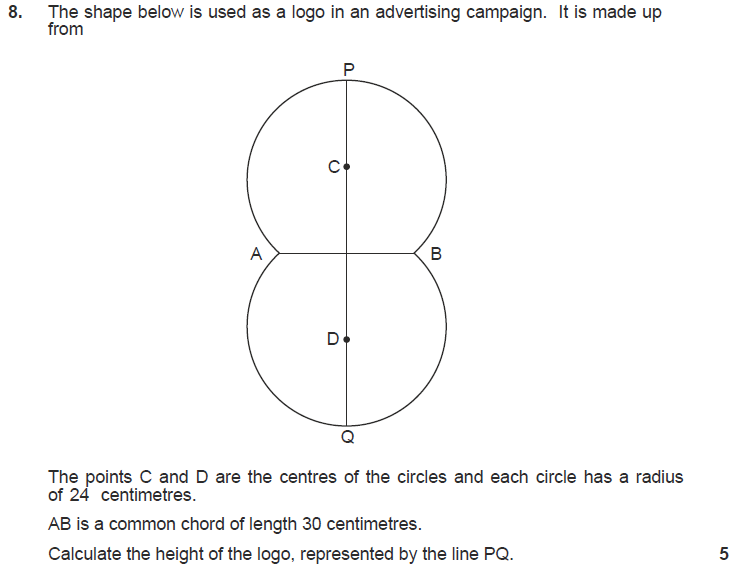 8. The shape below is used as a logo in an advertising campaign. It is made up
from
P
C
A
B
D
Q
The points C and D are the centres of the circles and each circle has a radius
of 24 centimetres.
AB is a common chord of length 30 centimetres.
Calculate the height of the logo, represented by the line PQ. 5